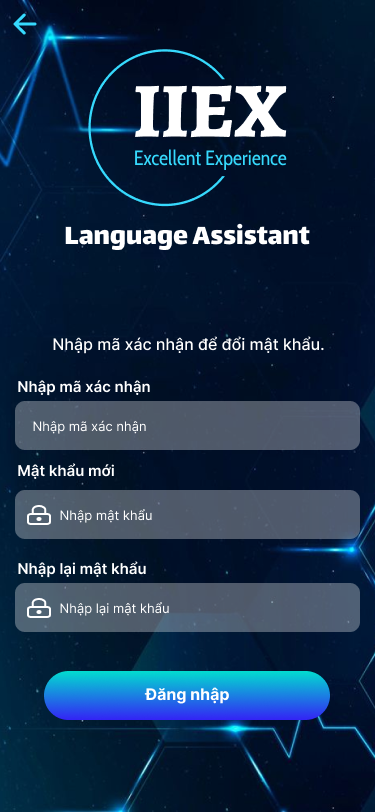 IIEX
Excellent Experience
Language Assistant
Nhập mã xác nhận để đổi mật khẩu.
Nhập mã xác nhận
Nhập mã xác nhận
Mật khẩu mới
Nhập mật khẩu
Nhập lại mật khẩu
Nhập lại mật khẩu
Đăng nhập